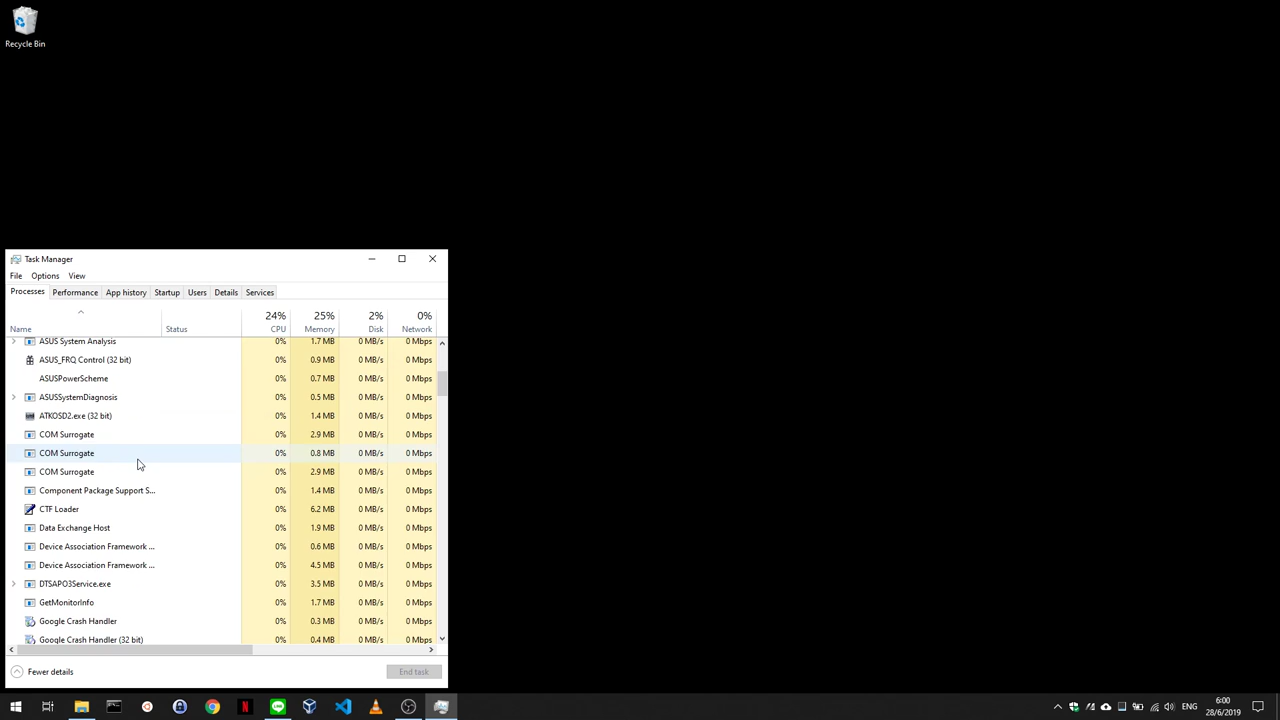 Recycle Bin
Task Manager
File Options View
Processes Performance App history Startup Users Details Services
24% 25% 2% 0%
Name Status CPU Memory Disk Network
ASUS System Analysis 0% 1.7 MB 0 MB/s 0 Mbps
ASUS_FRQ Control (32 bit) 0% 0.9 MB 0 MB/s 0 Mbps
ASUSPowerScheme 0% 0.7 MB 0 MB/s 0 Mbps
ASUSSystemDiagnosis 0% 0.5 MB 0 MB/s 0 Mbps
ATKOSD2.exe (32 bit) 0% 1.4 MB 0 MB/s 0 Mbps
COM Surrogate 0% 2.9 MB 0 MB/s 0 Mbps
COM Surrogate 0% 0.8 MB 0 MB/s 0 Mbps
COM Surrogate 0% 2.9 MB 0 MB/s 0 Mbps
Component Package Support S... 0% 1.4 MB 0 MB/s 0 Mbps
CTF Loader 0% 6.2 MB 0 MB/s 0 Mbps
Data Exchange Host 0% 1.9 MB 0 MB/s 0 Mbps
Device Association Framework ... 0% 0.6 MB 0 MB/s 0 Mbps
Device Association Framework ... 0% 4.5 MB 0 MB/s 0 Mbps
DTSAPO3Service.exe 0% 3.5 MB 0 MB/s 0 Mbps
GetMonitorInfo 0% 1.7 MB 0 MB/s 0 Mbps
Google Crash Handler 0% 0.3 MB 0 MB/s 0 Mbps
Google Crash Handler (32 bit) 0% 0.4 MB 0 MB/s 0 Mbps
Fewer details End task
ENG 6:00
28/6/2019